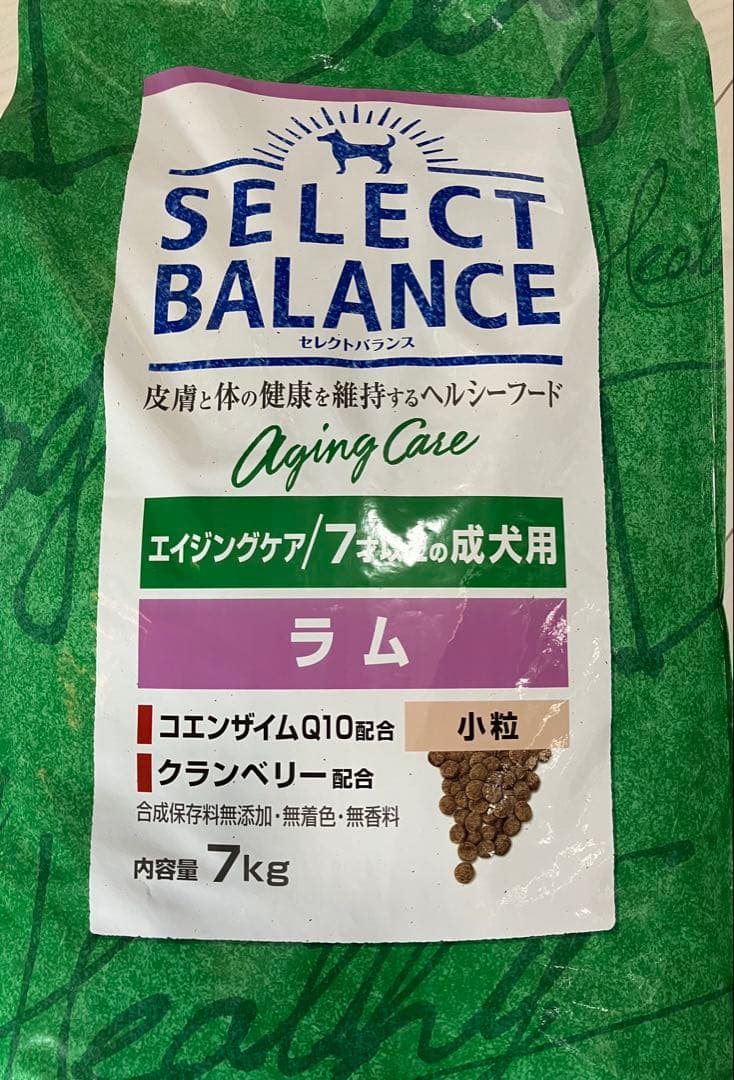 SELECT
BALANCE
セレクトバランス
皮膚と体の健康を維持するヘルシーフード
Aging Care
エイジングケア/7才以上の成犬用
ラム
コエンザイムQ10配合
小粒
クランベリー配合
合成保存料無添加・無着色・無香料
内容量 7kg
Healthy